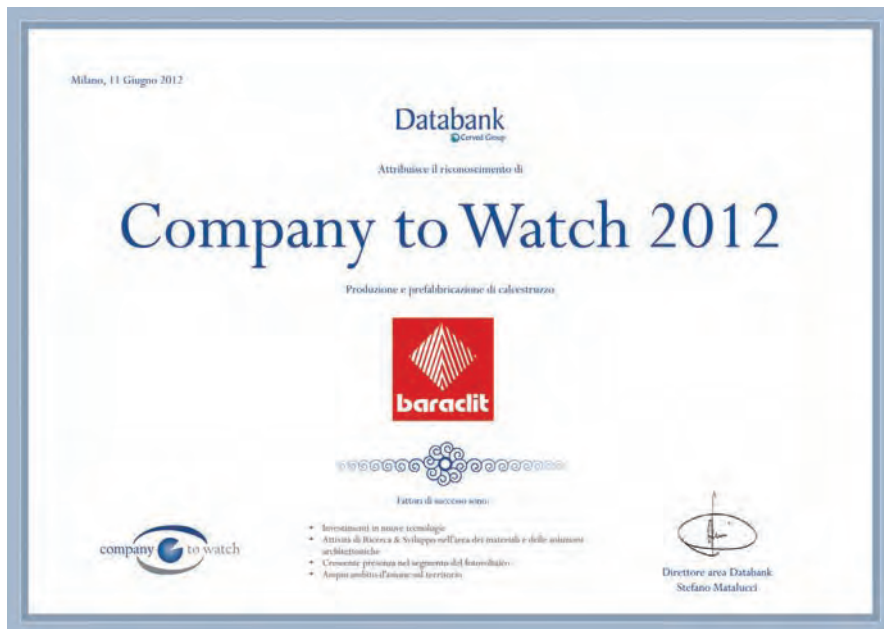 Milano, 11 Giugno 2012
Databank
Cerved Group
Attribuisce il riconoscimento di
Company to Watch 2012
Produzione e prefabbricazione di calcestruzzo
baraclit
Fattori di successo sono:
Investimenti in nuove tecnologie
Attività di Ricerca & Sviluppo nell'area dei materiali e delle soluzioni
architettoniche
Crescente presenza nel segmento del fotovoltaico
Ampio ambito d'azione sul territorio
company to watch
Direttore area Databank
Stefano Matalucci